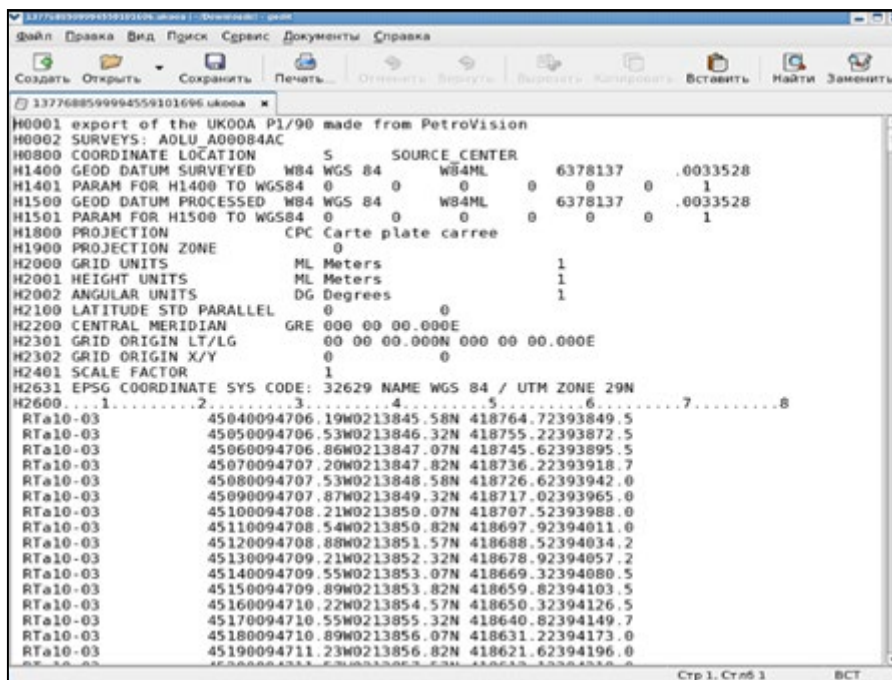 1377688599994559101696.ukooa (~/Downloads) - gedit
Файл Правка Вид Поиск Сервис Документы Справка
Создать Открыть Сохранить Печать... Отменить Вернуть Вырезать Копировать Вставить Найти Заменить
1377688599994559101696.ukooa ×
H0001 export of the UKOOA P1/90 made from PetroVision
H0002 SURVEYS: AOLU_A00084AC
H0800 COORDINATE LOCATION S SOURCE_CENTER
H1400 GEOD DATUM SURVEYED W84 WGS 84 W84ML 6378137 .0033528
H1401 PARAM FOR H1400 TO WGS84 0 0 0 0 0 0 1
H1500 GEOD DATUM PROCESSED W84 WGS 84 W84ML 6378137 .0033528
H1501 PARAM FOR H1500 TO WGS84 0 0 0 0 0 0 1
H1800 PROJECTION CPC Carte plate carree
H1900 PROJECTION ZONE 0
H2000 GRID UNITS ML Meters 1
H2001 HEIGHT UNITS ML Meters 1
H2002 ANGULAR UNITS DG Degrees 1
H2100 LATITUDE STD PARALLEL 0 0
H2200 CENTRAL MERIDIAN GRE 000 00 00.000E
H2301 GRID ORIGIN LT/LG 00 00 00.000N 000 00 00.000E
H2302 GRID ORIGIN X/Y 0 0
H2401 SCALE FACTOR 1
H2631 EPSG COORDINATE SYS CODE: 32629 NAME WGS 84 / UTM ZONE 29N
H2600....1.........2.........3.........4.........5.........6.........7.........8
RTa10-03 45040094706.19W0213845.58N 418764.72393849.5
RTa10-03 45050094706.53W0213846.32N 418755.22393872.5
RTa10-03 45060094706.86W0213847.07N 418745.62393895.5
RTa10-03 45070094707.20W0213847.82N 418736.22393918.7
RTa10-03 45080094707.53W0213848.58N 418726.62393942.0
RTa10-03 45090094707.87W0213849.32N 418717.02393965.0
RTa10-03 45100094708.21W0213850.07N 418707.52393988.0
RTa10-03 45110094708.54W0213850.82N 418697.92394011.0
RTa10-03 45120094708.88W0213851.57N 418688.52394034.2
RTa10-03 45130094709.21W0213852.32N 418678.92394057.2
RTa10-03 45140094709.55W0213853.07N 418669.32394080.5
RTa10-03 45150094709.89W0213853.82N 418659.82394103.5
RTa10-03 45160094710.22W0213854.57N 418650.32394126.5
RTa10-03 45170094710.55W0213855.32N 418640.82394149.7
RTa10-03 45180094710.89W0213856.07N 418631.22394173.0
RTa10-03 45190094711.23W0213856.82N 418621.62394196.0
Стр 1, Стлб 1 ВСТ